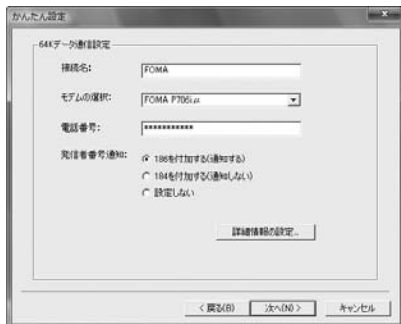 かんたん設定
64Kデータ通信設定
接続名: FOMA
モデムの選択: FOMA P706iμ
電話番号: ***********
発信者番号通知: 186を付加する(通知する)
184を付加する(通知しない)
設定しない
詳細情報の設定...
< 戻る(B) 次へ(N) > キャンセル